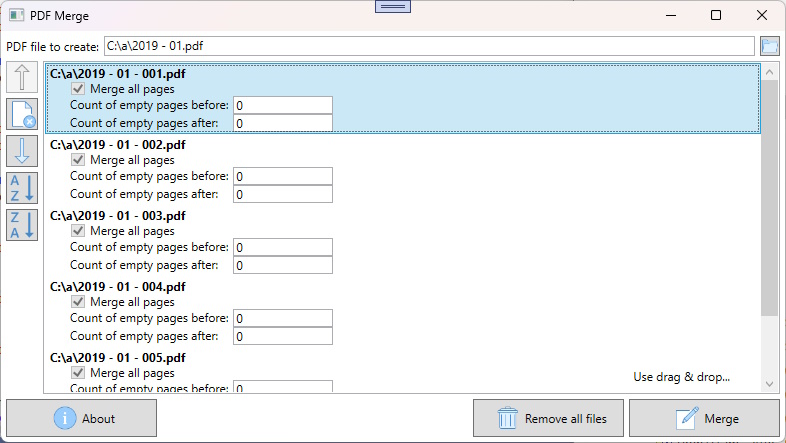 PDF Merge
PDF file to create: C:\a\2019 - 01.pdf
C:\a\2019 - 01 - 001.pdf
Merge all pages
Count of empty pages before: 0
Count of empty pages after: 0
C:\a\2019 - 01 - 002.pdf
Merge all pages
Count of empty pages before: 0
Count of empty pages after: 0
A
Z
Z
A
C:\a\2019 - 01 - 003.pdf
Merge all pages
Count of empty pages before: 0
Count of empty pages after: 0
C:\a\2019 - 01 - 004.pdf
Merge all pages
Count of empty pages before: 0
Count of empty pages after: 0
C:\a\2019 - 01 - 005.pdf
Merge all pages
Count of empty pages before: 0
Use drag & drop...
About
Remove all files
Merge